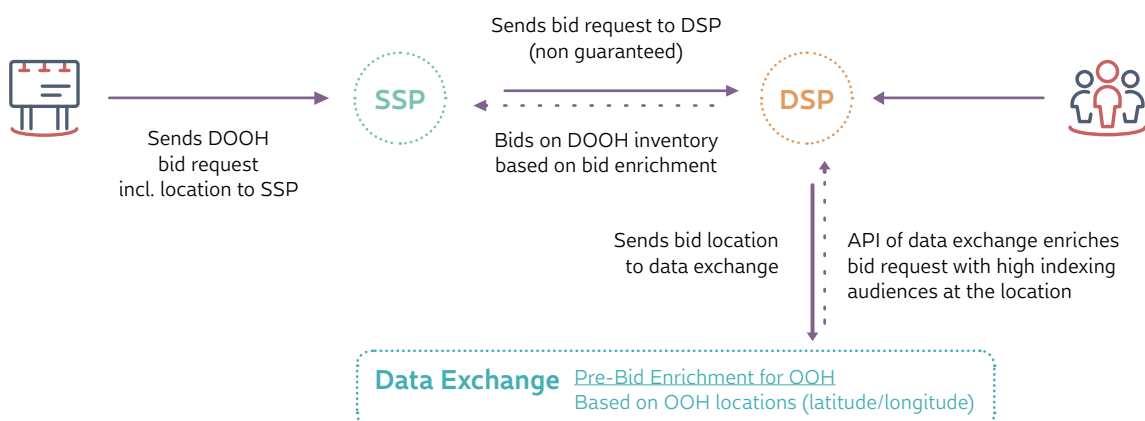 Sends bid request to DSP
(non guaranteed)
SSP
DSP
Sends DOOH
bid request
incl. location to SSP
Bids on DOOH inventory
based on bid enrichment
Sends bid location
to data exchange
API of data exchange enriches
bid request with high indexing
audiences at the location
Data Exchange
Pre-Bid Enrichment for OOH
Based on OOH locations (latitude/longitude)